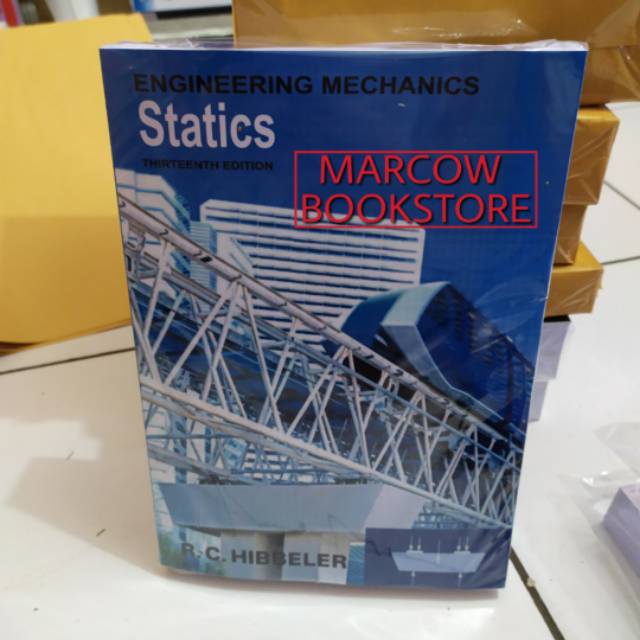 ENGINEERING MECHANICS
Statics
THIRTEENTH EDITION
MARCOW
BOOKSTORE
R. C. HIBBELER